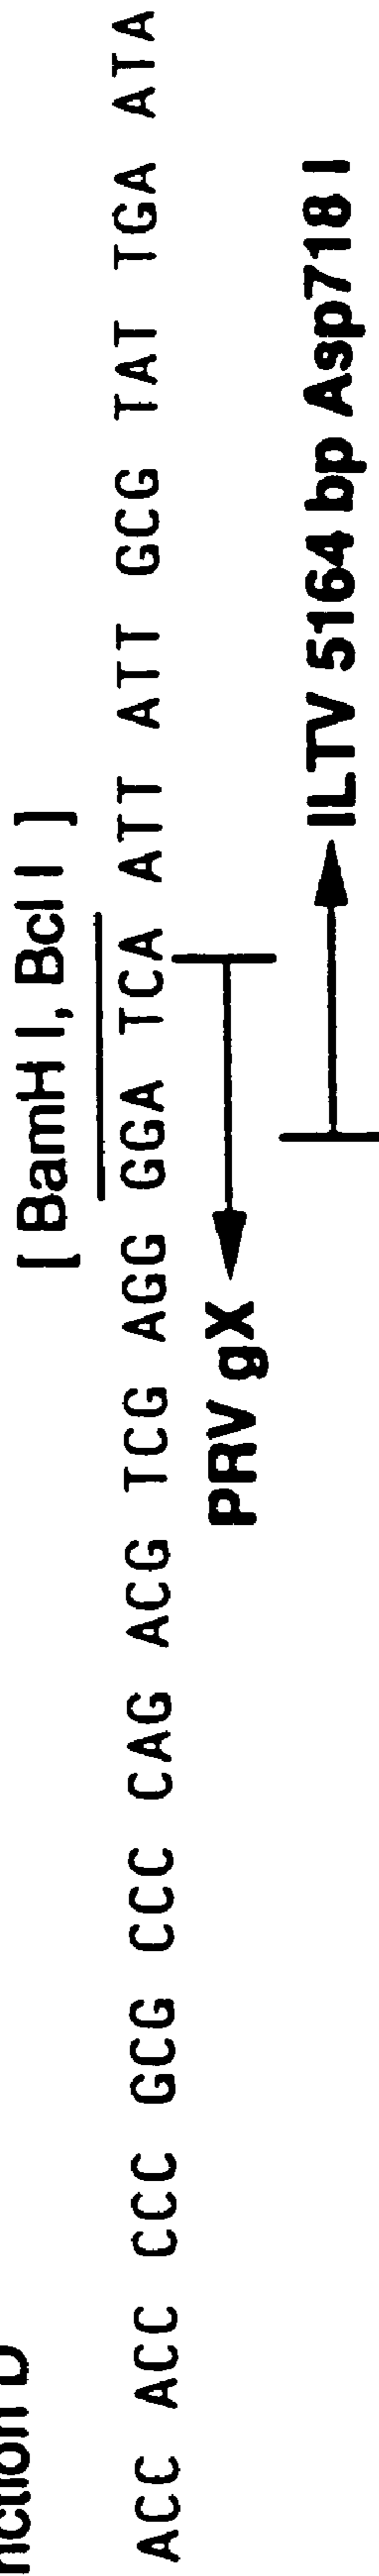 [ BamH I, Bcl I ]
ACC ACC CCC GCG CCC CAG ACG TCG AGG GGA TCA ATT ATT GCG TAT TGA ATA
PRV gX
ILTV 5164 bp Asp718 I